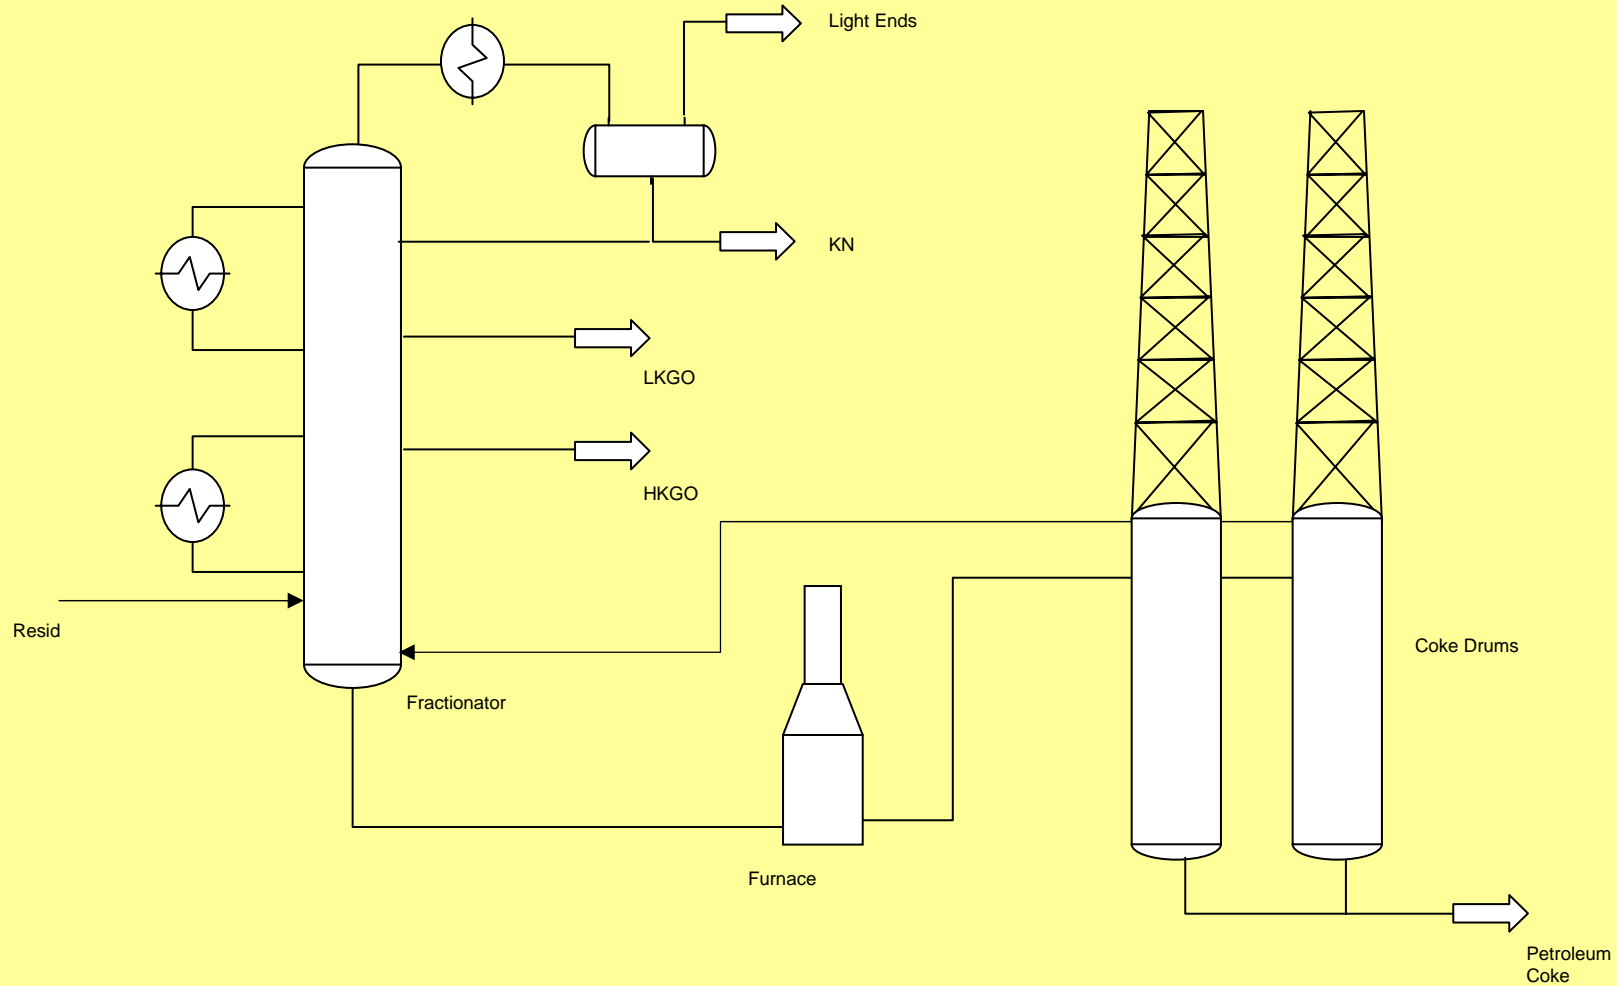 Light Ends
KN
LKGO
HKGO
Resid
Coke Drums
Fractionator
Furnace
Petroleum
Coke